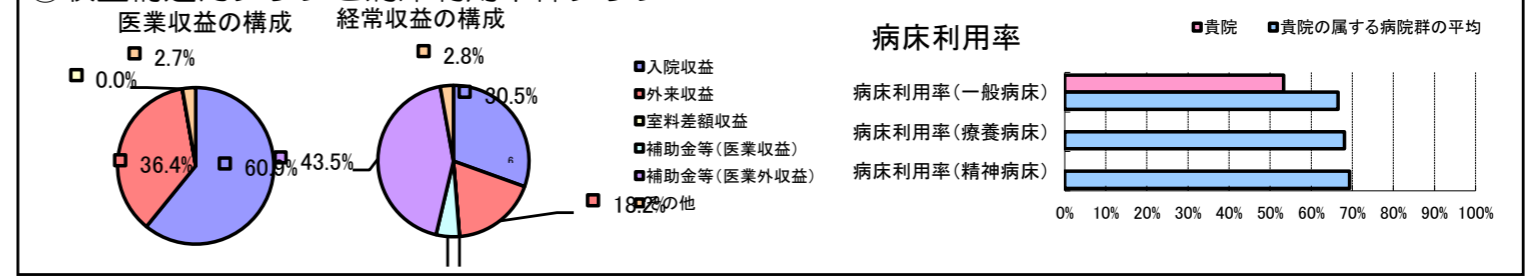 医業収益の構成
2.7%
0.0%
36.4%
60.9%
経常収益の構成
2.8%
30.5%
43.5%
18.2%
入院収益
外来収益
室料差額収益
補助金等(医業収益)
補助金等(医業外収益)
その他
病床利用率
貴院 貴院の属する病院群の平均
病床利用率(一般病床)
病床利用率(療養病床)
病床利用率(精神病床)
0% 10% 20% 30% 40% 50% 60% 70% 80% 90% 100%